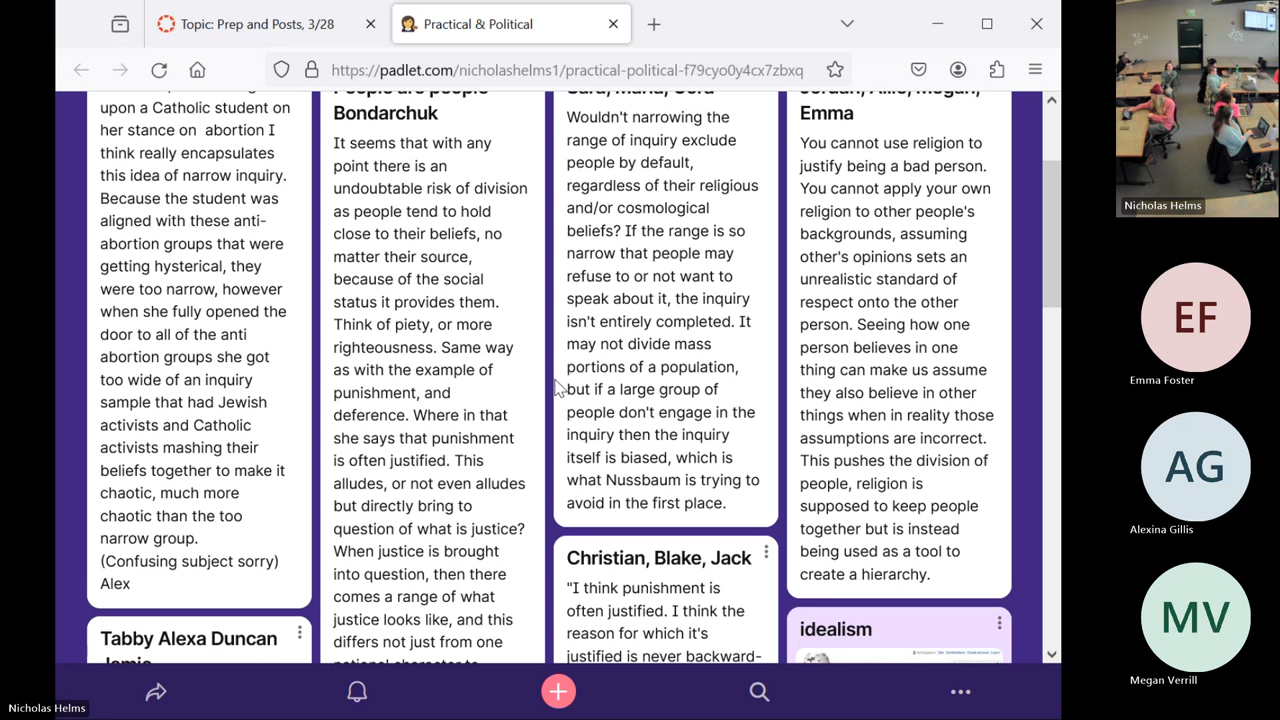 Topic: Prep and Posts, 3/28
Practical & Political
https://padlet.com/nicholashelms1/practical-political-f79cyo0y4cx7zbxq
upon a Catholic student on
her stance on abortion I
think really encapsulates
this idea of narrow inquiry.
Because the student was
aligned with these anti-
abortion groups that were
getting hysterical, they
were too narrow, however
when she fully opened the
door to all of the anti
abortion groups she got
too wide of an inquiry
sample that had Jewish
activists and Catholic
activists mashing their
beliefs together to make it
chaotic, much more
chaotic than the too
narrow group.
(Confusing subject sorry)
Alex
Tabby Alexa Duncan
Jamie
People are people
Bondarchuk
It seems that with any
point there is an
undoubtable risk of division
as people tend to hold
close to their beliefs, no
matter their source,
because of the social
status it provides them.
Think of piety, or more
righteousness. Same way
as with the example of
punishment, and
deference. Where in that
she says that punishment
is often justified. This
alludes, or not even alludes
but directly bring to
question of what is justice?
When justice is brought
into question, then there
comes a range of what
justice looks like, and this
differs not just from one
national character to
Sara, Maria, Cora
Wouldn't narrowing the
range of inquiry exclude
people by default,
regardless of their religious
and/or cosmological
beliefs? If the range is so
narrow that people may
refuse to or not want to
speak about it, the inquiry
isn't entirely completed. It
may not divide mass
portions of a population,
but if a large group of
people don't engage in the
inquiry then the inquiry
itself is biased, which is
what Nussbaum is trying to
avoid in the first place.
Christian, Blake, Jack
"I think punishment is
often justified. I think the
reason for which it's
justified is never backward-
Jordan, Allie, Megan,
Emma
You cannot use religion to
justify being a bad person.
You cannot apply your own
religion to other people's
backgrounds, assuming
other's opinions sets an
unrealistic standard of
respect onto the other
person. Seeing how one
person believes in one
thing can make us assume
they also believe in other
things when in reality those
assumptions are incorrect.
This pushes the division of
people, religion is
supposed to keep people
together but is instead
being used as a tool to
create a hierarchy.
idealism
Nicholas Helms
Nicholas Helms
EF
Emma Foster
AG
Alexina Gillis
MV
Megan Verrill